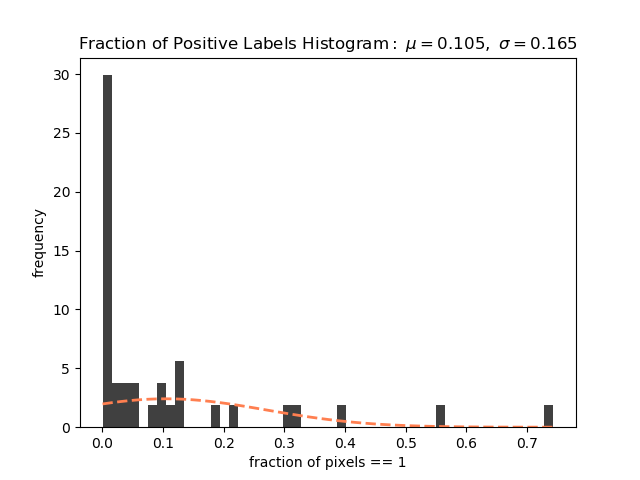 Fraction of Positive Labels Histogram : μ = 0.105, σ = 0.165
30
25
20
15
10
5
0
frequency
0.0 0.1 0.2 0.3 0.4 0.5 0.6 0.7
fraction of pixels == 1